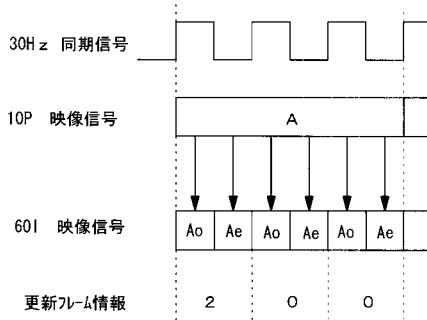 30Hz 同期信号
10P 映像信号
A
60I 映像信号
Ao Ae Ao Ae Ao Ae
更新フレーム情報 2 0 0